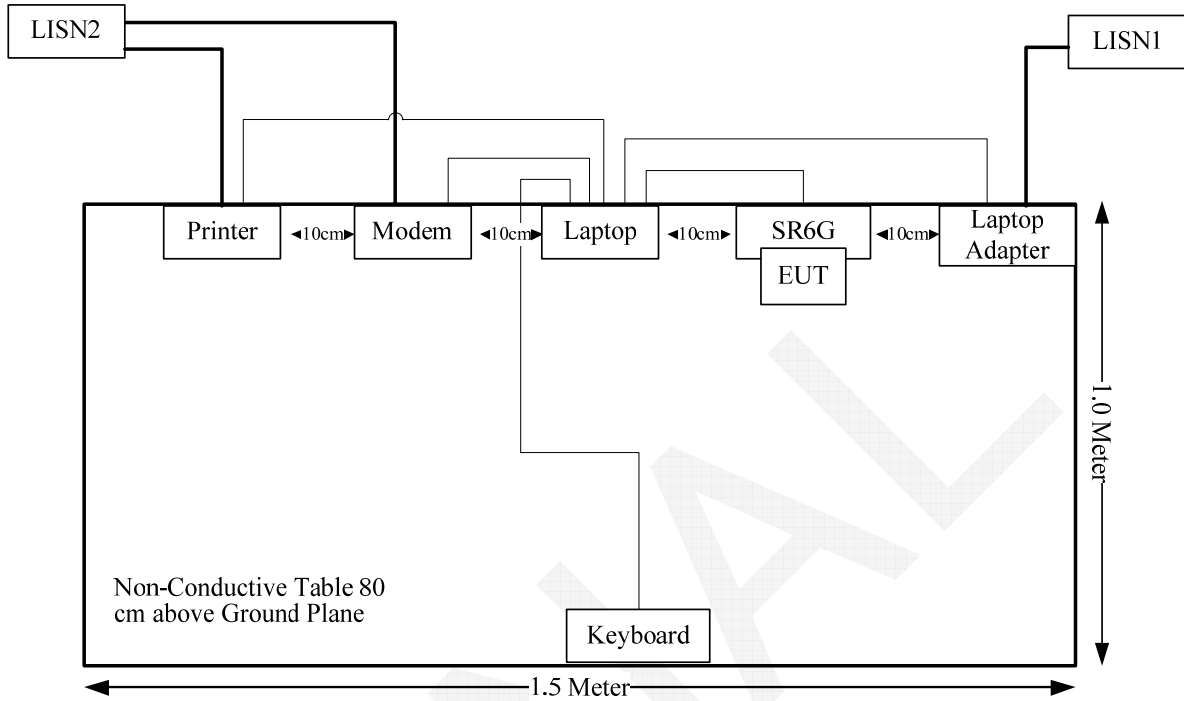 LISN2
LISN1
Printer
10cm
Modem
10cm
Laptop
10cm
SR6G
10cm
Laptop
Adapter
EUT
1.0 Meter
Non-Conductive Table 80
cm above Ground Plane
Keyboard
1.5 Meter